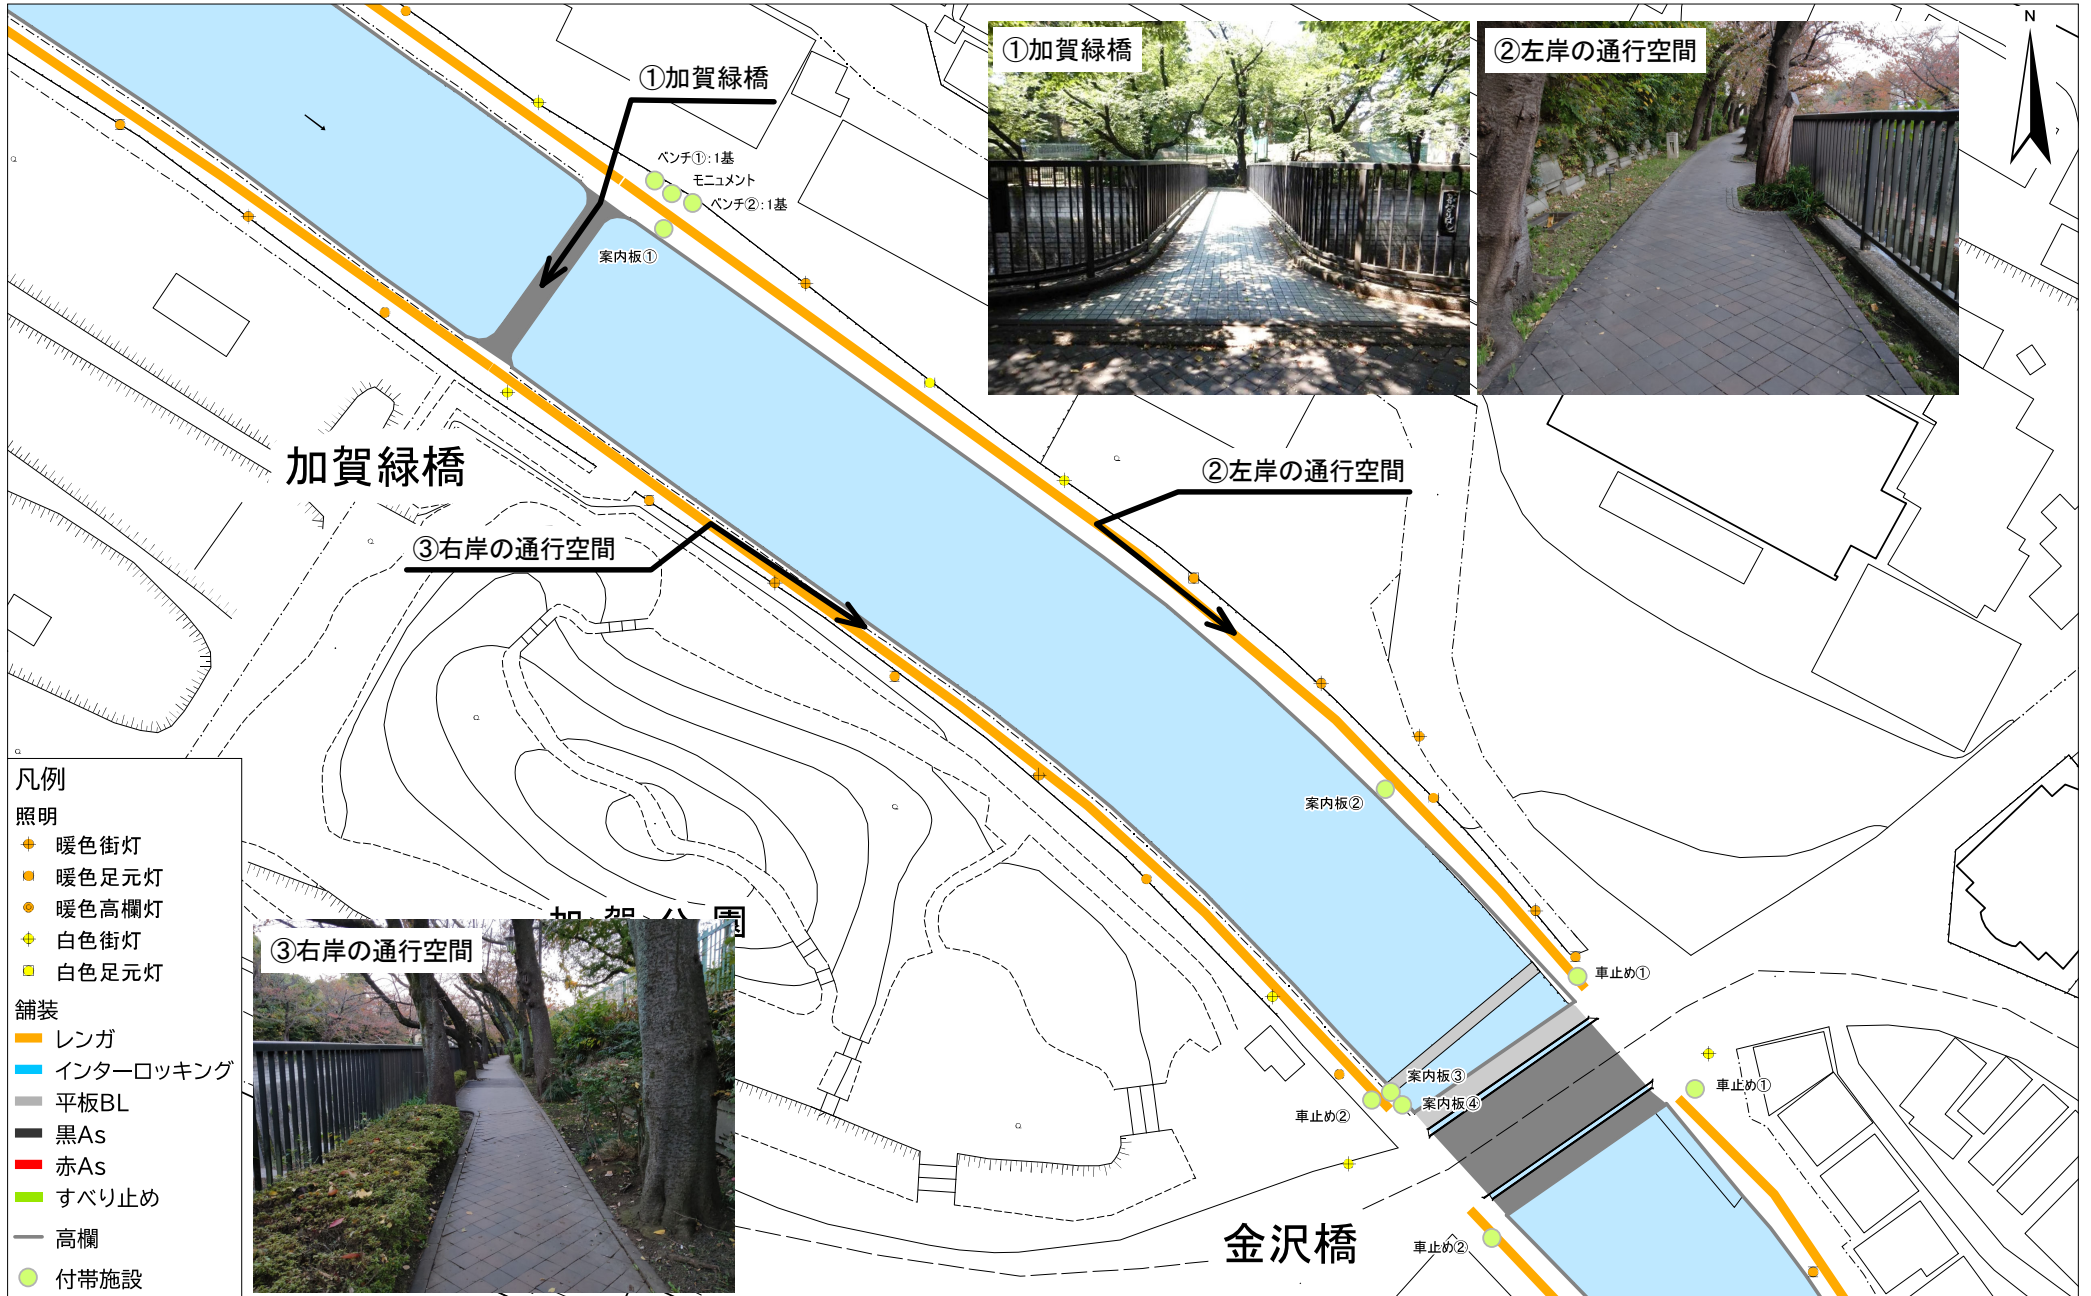 N
①加賀緑橋
②左岸の通行空間
①加賀緑橋
ベンチ①:1基
モニュメント
ベンチ②:1基
案内板①
加賀緑橋
②左岸の通行空間
③右岸の通行空間
案内板②
加賀公園
③右岸の通行空間
車止め①
案内板③
案内板④
車止め②
車止め①
金沢橋
車止め②
凡例
照明
暖色街灯
暖色足元灯
暖色高欄灯
白色街灯
白色足元灯
舗装
レンガ
インターロッキング
平板BL
黒As
赤As
すべり止め
高欄
付帯施設